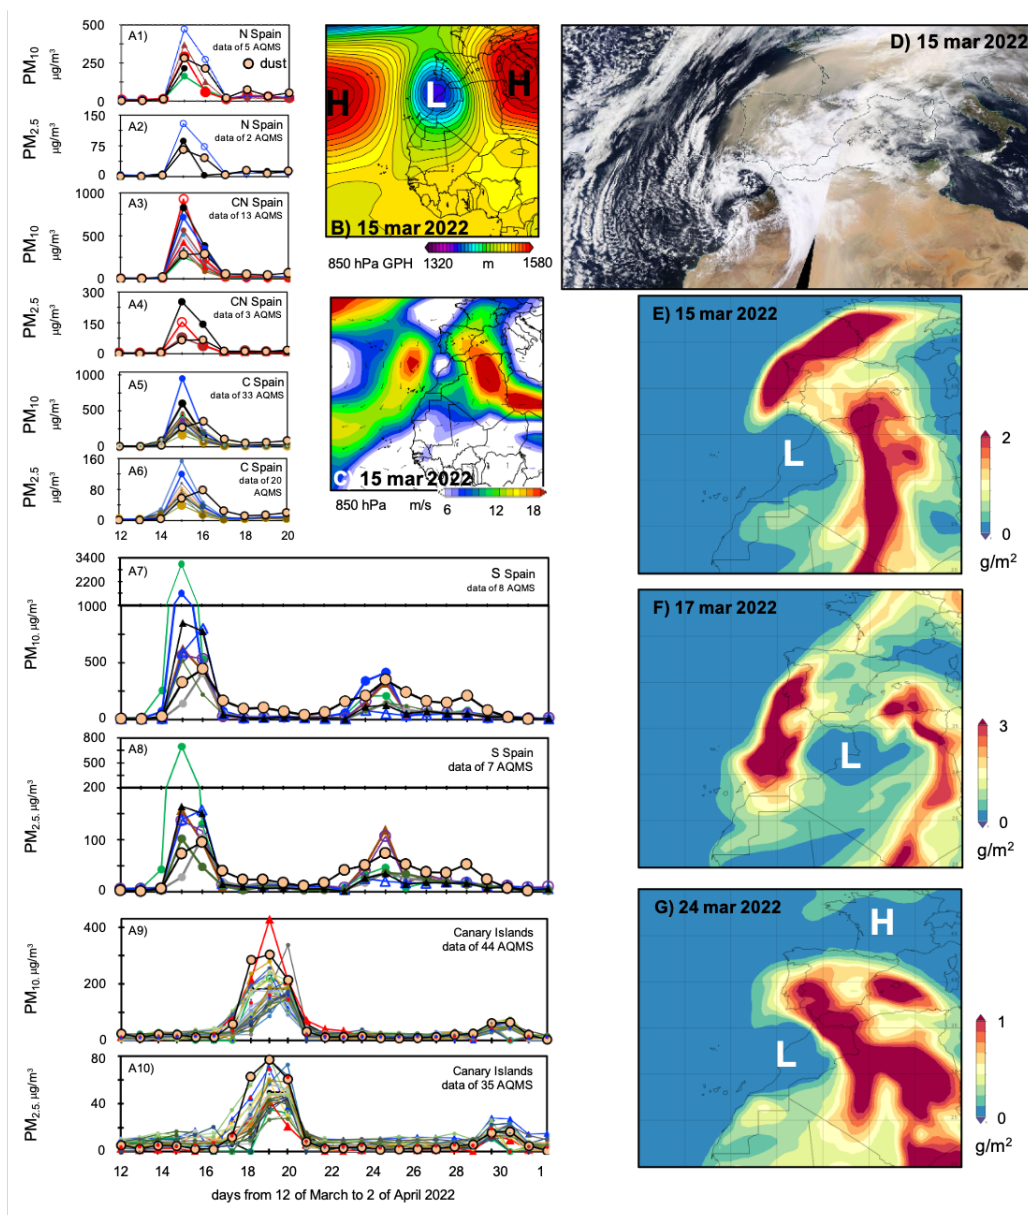 A1) N Spain
data of 5 AQMS
dust
PM10
µg/m³
500
250
0
A2) N Spain
data of 2 AQMS
PM2.5
µg/m³
150
75
0
A3) CN Spain
data of 13 AQMS
PM10
µg/m³
1000
500
0
A4) CN Spain
data of 3 AQMS
PM2.5
µg/m³
300
150
0
A5) C Spain
data of 33 AQMS
PM10
µg/m³
1000
500
0
A6) C Spain
data of 20
AQMS
PM2.5
µg/m³
160
80
0
12 14 16 18 20
H L H
B) 15 mar 2022
850 hPa GPH 1320 m 1580
C) 15 mar 2022
850 hPa m/s 6 12 18
D) 15 mar 2022
E) 15 mar 2022
L
2
0
g/m²
A7) S Spain
data of 8 AQMS
PM10, µg/m³
3400
2200
1000
500
0
A8) S Spain
data of 7 AQMS
PM2.5, µg/m³
800
500
200
100
0
F) 17 mar 2022
L
3
0
g/m²
A9) Canary Islands
data of 44 AQMS
PM10, µg/m³
400
200
0
A10) Canary Islands
data of 35 AQMS
PM2.5, µg/m³
80
40
0
12 14 16 18 20 22 24 26 28 30 1
days from 12 of March to 2 of April 2022
G) 24 mar 2022
H
L
1
0
g/m²